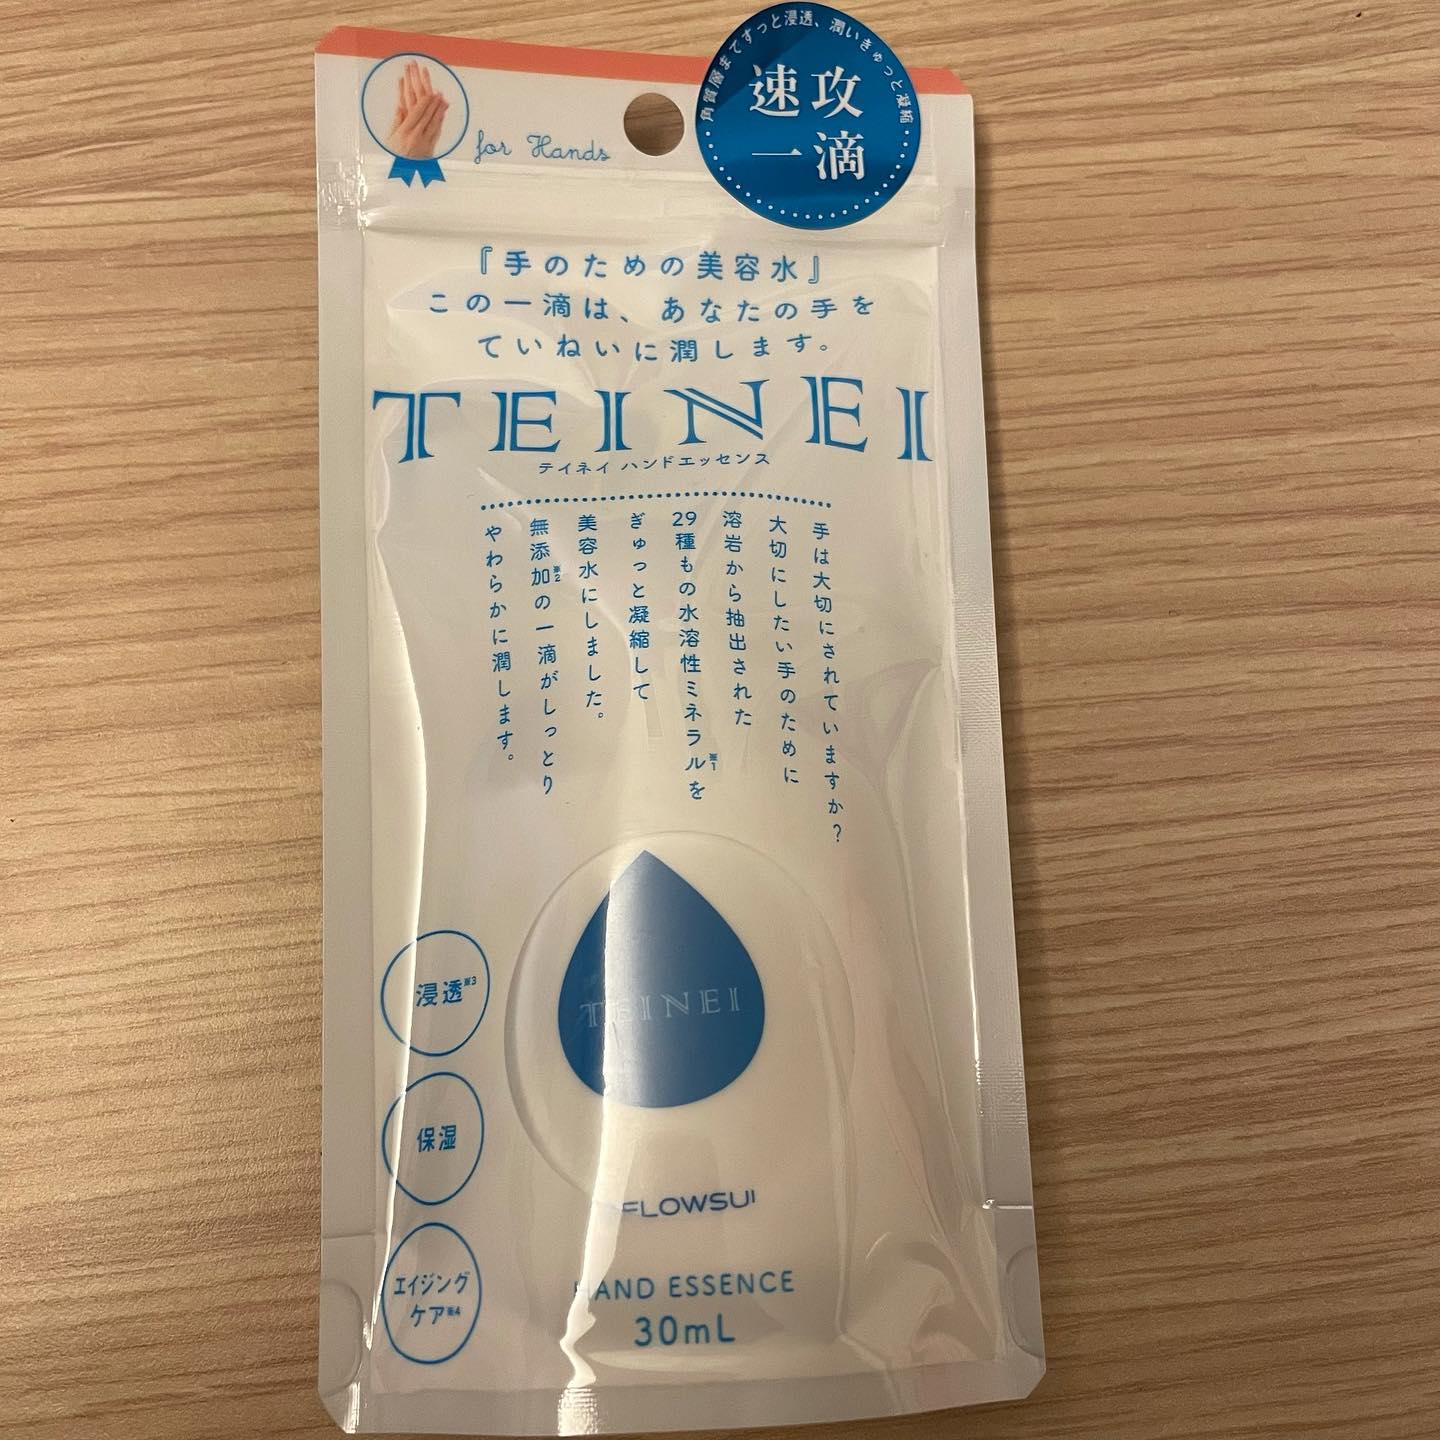 角質層まですっと浸透、潤いきゅっと凝縮
速攻
一滴
for Hands
『手のための美容水』
この一滴は、あなたの手を
ていねいに潤します。
TEINEI
テイネイ ハンドエッセンス
手は大切にされていますか?
大切にしたい手のために
溶岩から抽出された
29種もの水溶性ミネラル※1を
ぎゅっと凝縮して
美容水にしました。
無添加※2の一滴がしっとり
やわらかに潤します。
TEINEI
浸透※3
保湿
エイジング
ケア※4
FLOWSUI
HAND ESSENCE
30mL